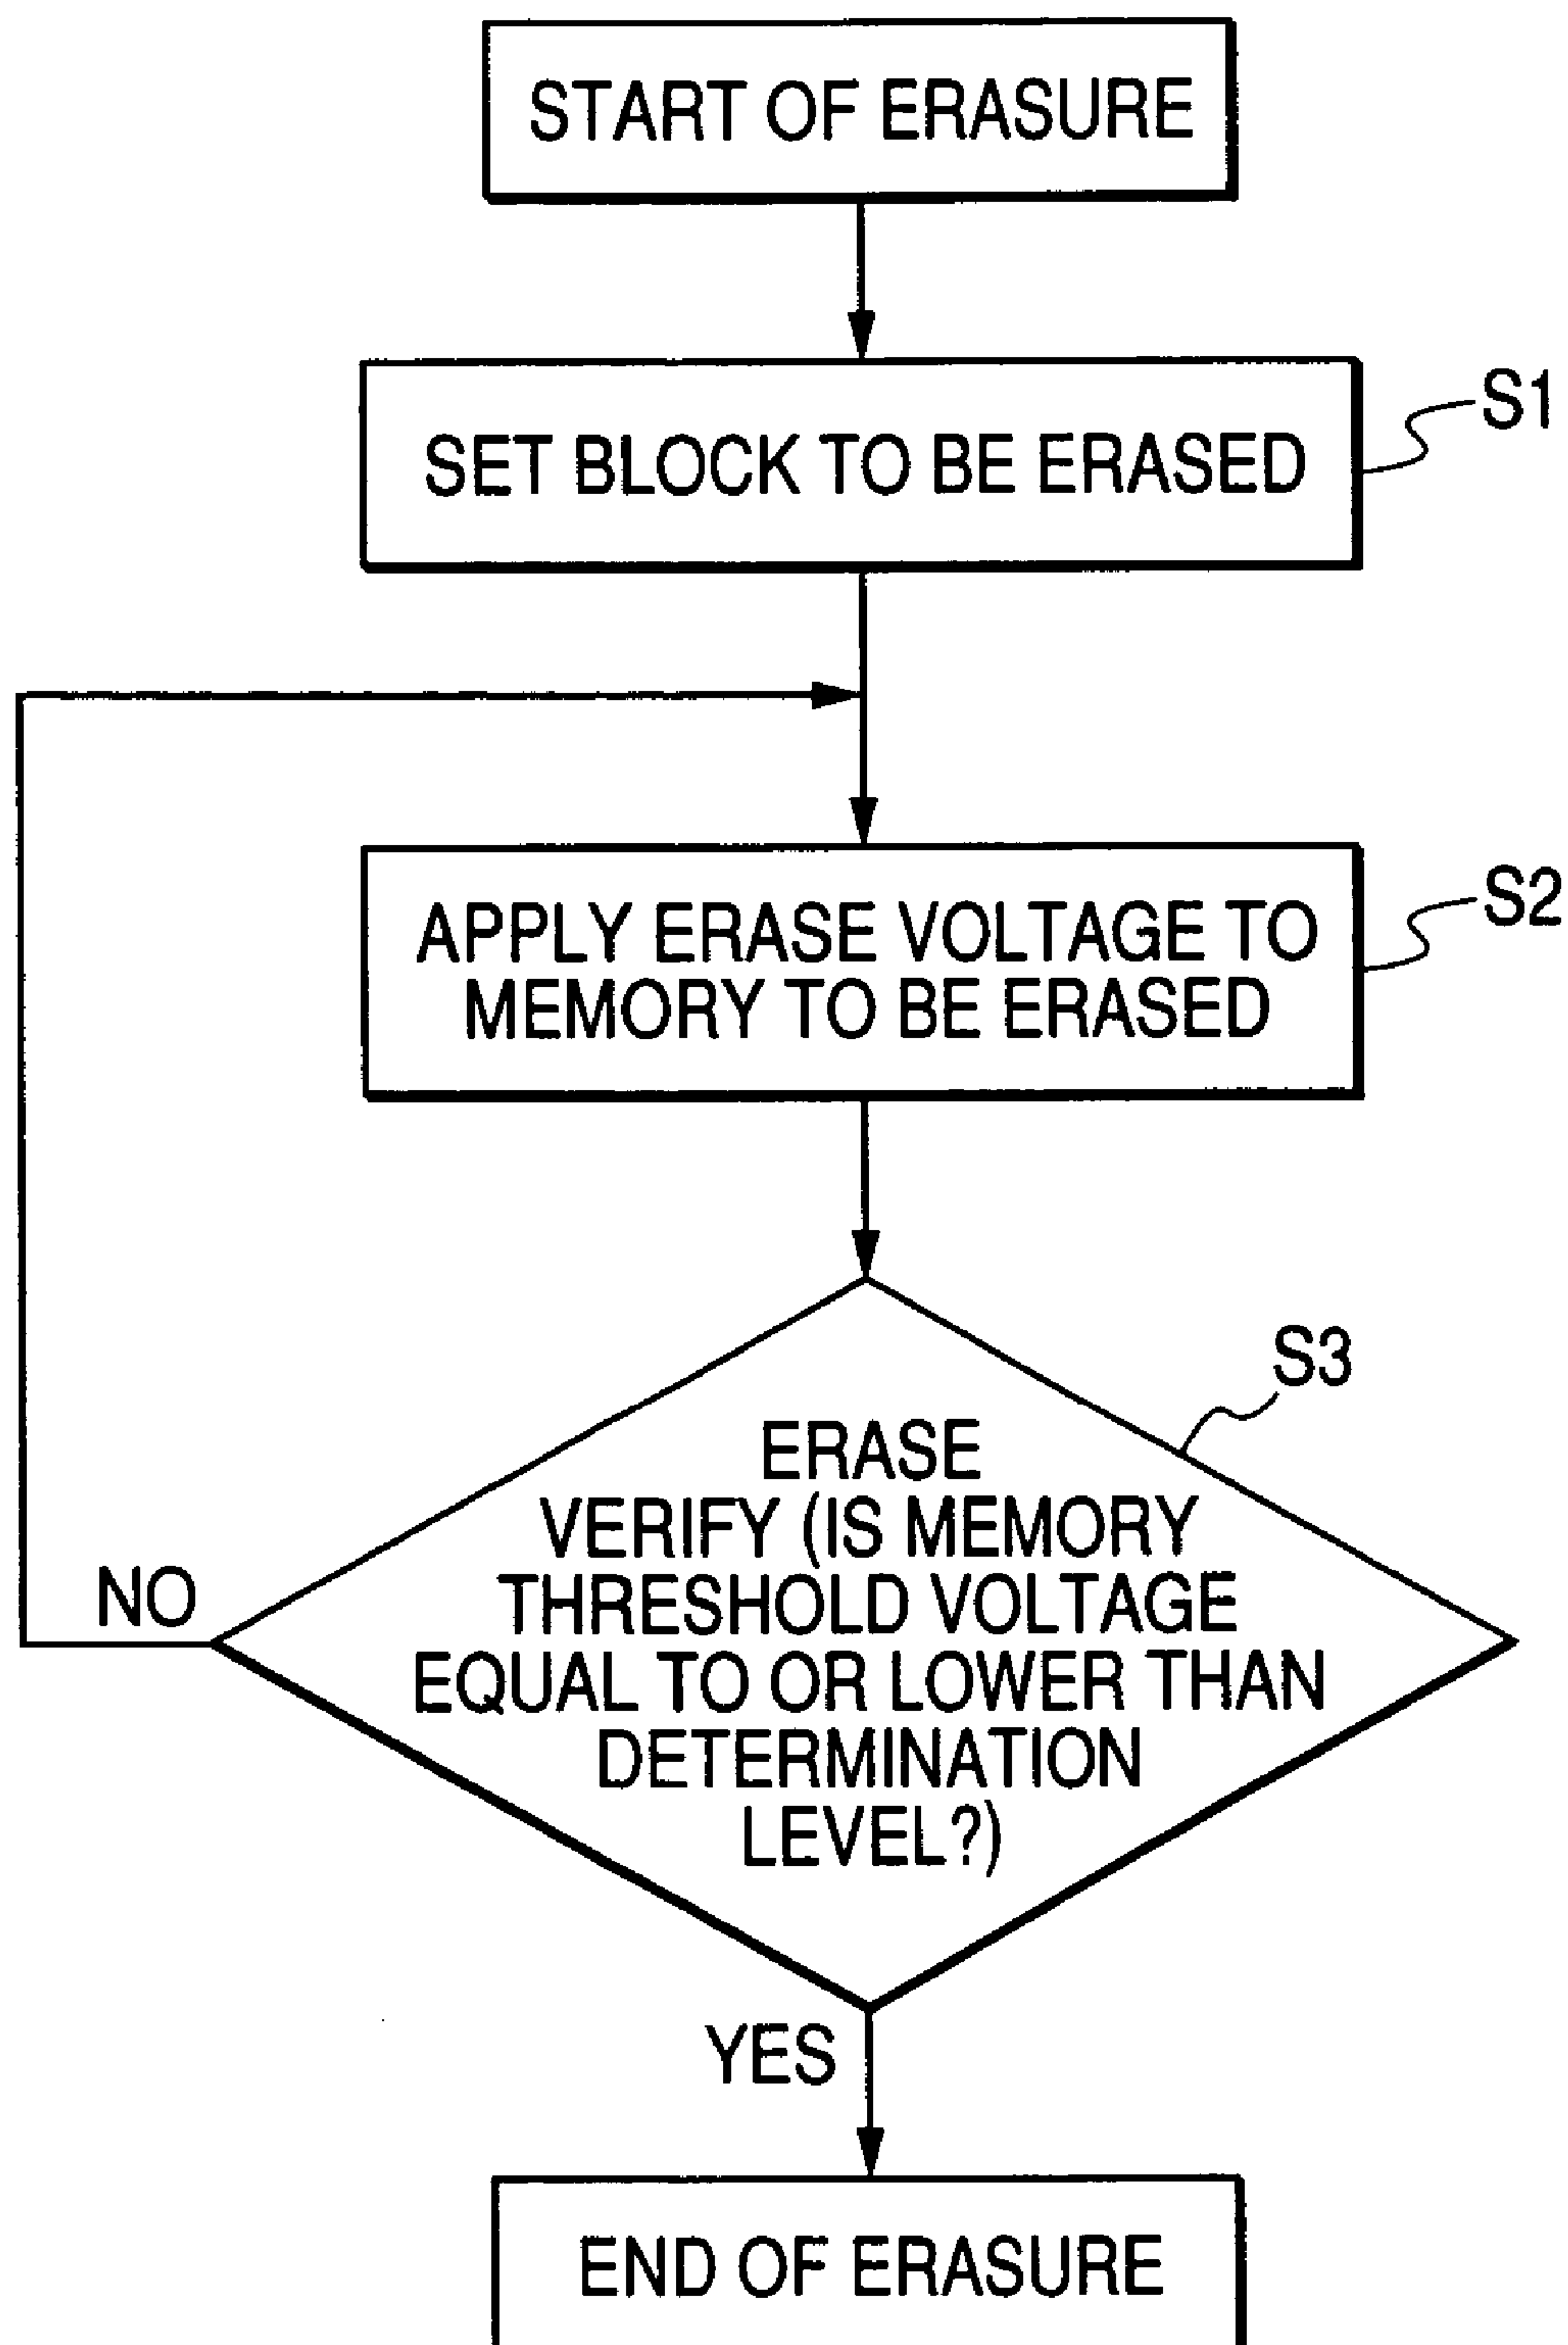 START OF ERASURE
SET BLOCK TO BE ERASED
S1
APPLY ERASE VOLTAGE TO
MEMORY TO BE ERASED
S2
S3
ERASE
VERIFY (IS MEMORY
THRESHOLD VOLTAGE
EQUAL TO OR LOWER THAN
DETERMINATION
LEVEL?)
NO
YES
END OF ERASURE